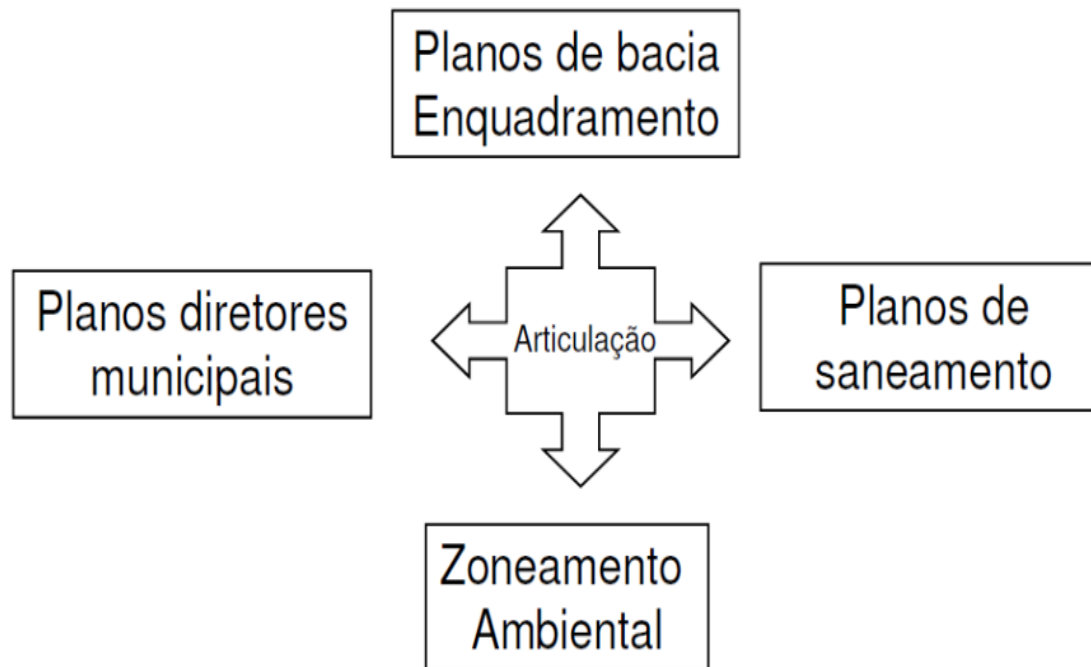 Planos de bacia
Enquadramento
Planos diretores
municipais
Articulação
Planos de
saneamento
Zoneamento
Ambiental